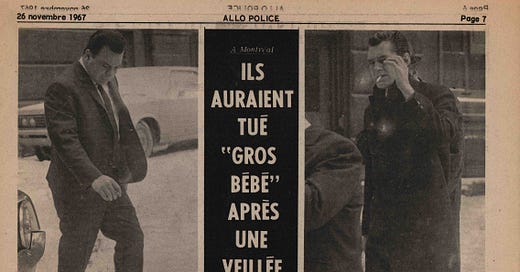 26 novembre 1967
ALLO POLICE
Page 7
A Montréal
ILS
AURAIENT
TUÉ
"GROS
BÉBÉ"
APRÈS
UNE
VEILLÉE